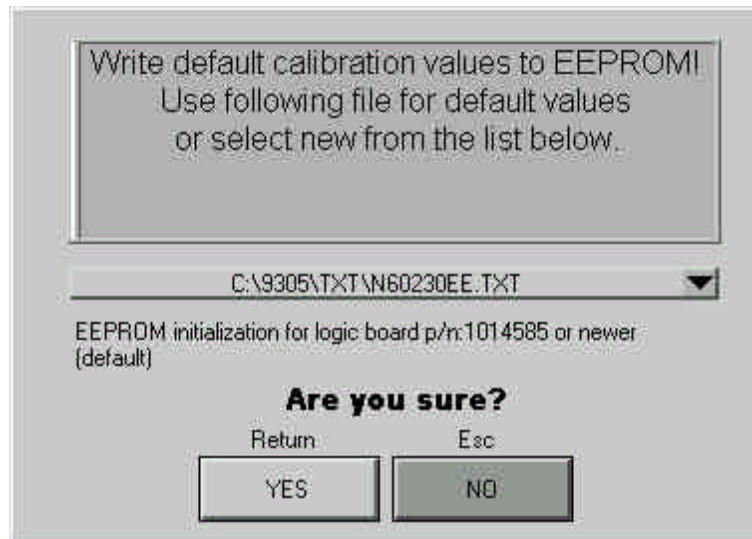 Write default calibration values to EEPROM!
Use following file for default values
or select new from the list below.
C:\9305\TXT\N60230EE.TXT
EEPROM initialization for logic board p/n:1014585 or newer
(default)
Are you sure?
Return Esc
YES NO